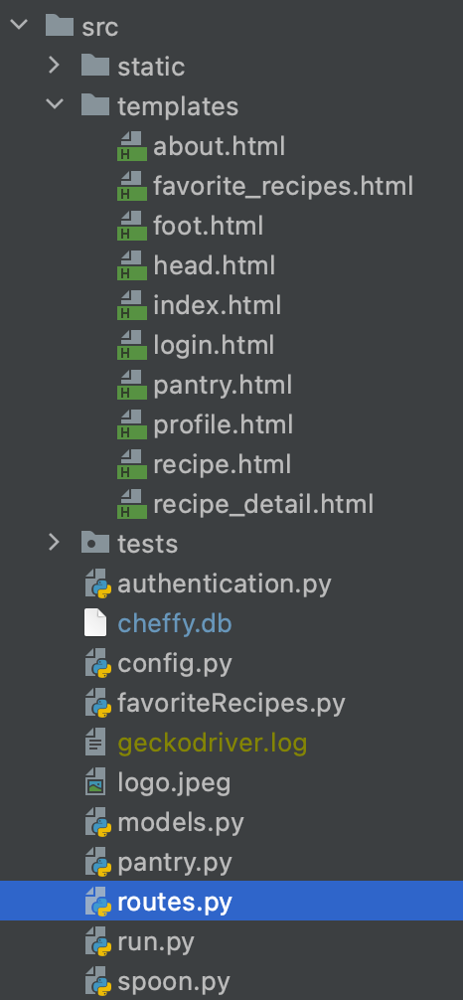 src
static
templates
about.html
favorite_recipes.html
foot.html
head.html
index.html
login.html
pantry.html
profile.html
recipe.html
recipe_detail.html
tests
authentication.py
cheffy.db
config.py
favoriteRecipes.py
geckodriver.log
logo.jpeg
models.py
pantry.py
routes.py
run.py
spoon.py